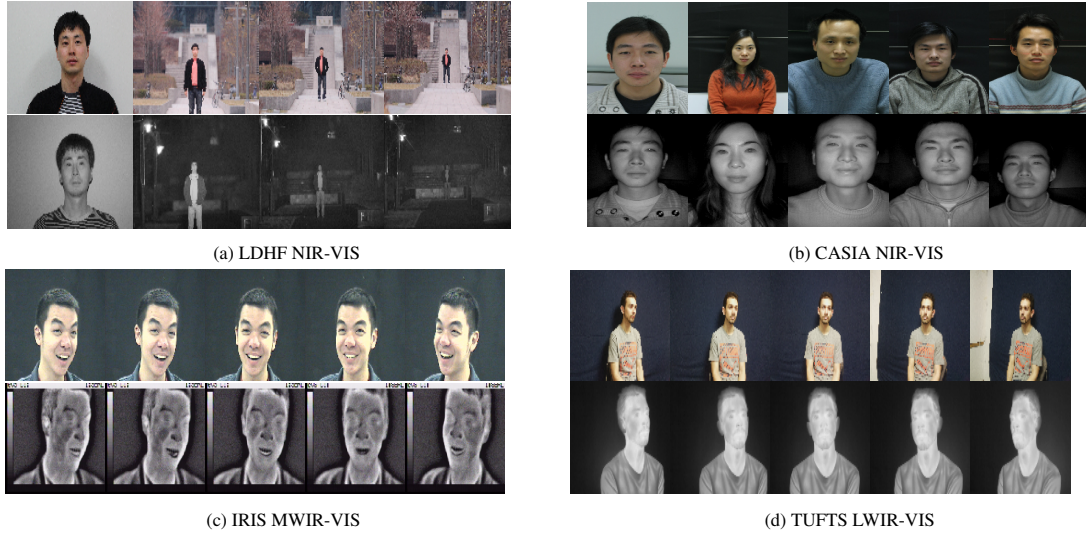 (a) LDHF NIR-VIS
(b) CASIA NIR-VIS
(c) IRIS MWIR-VIS
(d) TUFTS LWIR-VIS